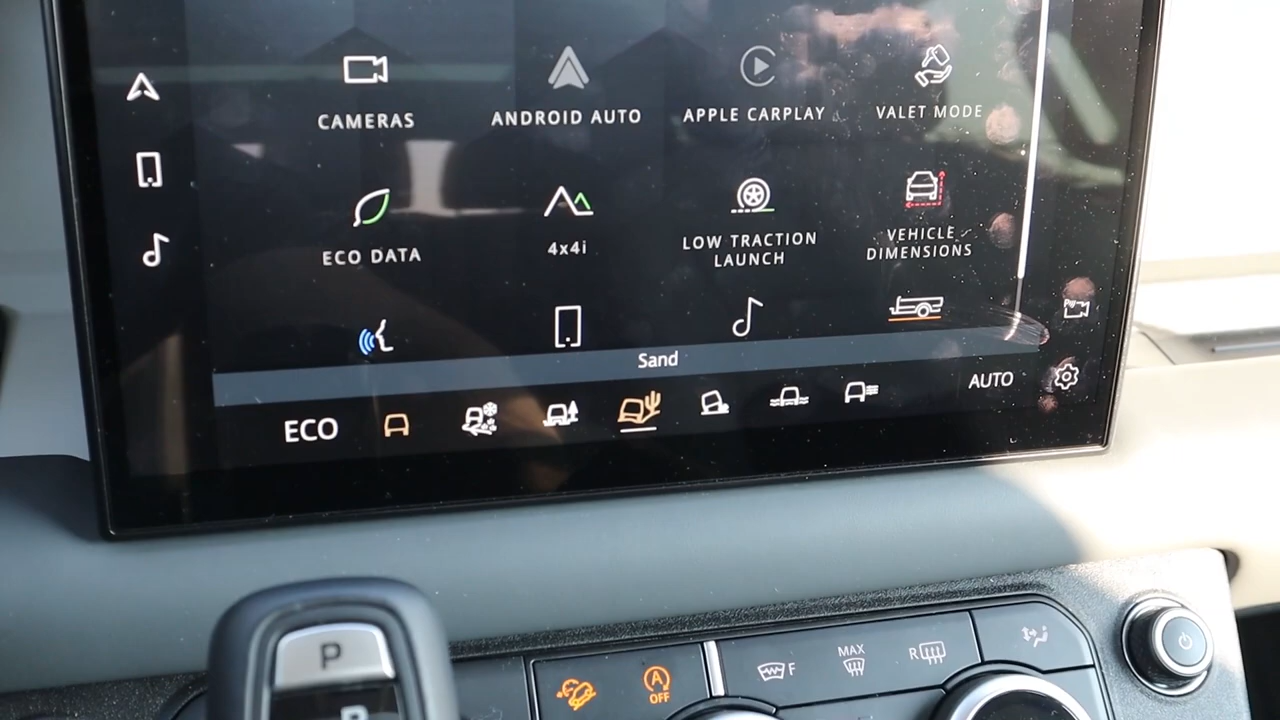 CAMERAS
ANDROID AUTO
APPLE CARPLAY
VALET MODE
ECO DATA
4x4i
LOW TRACTION
LAUNCH
VEHICLE
DIMENSIONS
Sand
ECO
AUTO
P
R
A
OFF
F
MAX
R